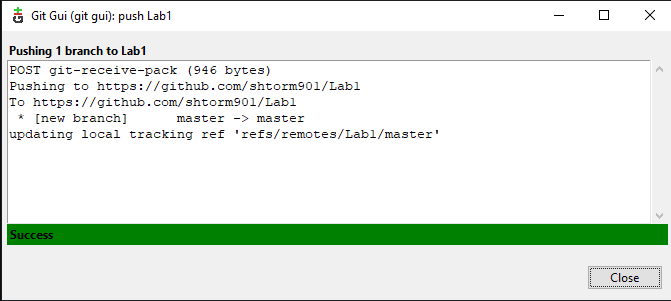 Git Gui (git gui): push Lab1
Pushing 1 branch to Lab1
POST git-receive-pack (946 bytes)
Pushing to https://github.com/shtorm901/Lab1
To https://github.com/shtorm901/Lab1
 * [new branch]      master -> master
updating local tracking ref 'refs/remotes/Lab1/master'
Success
Close